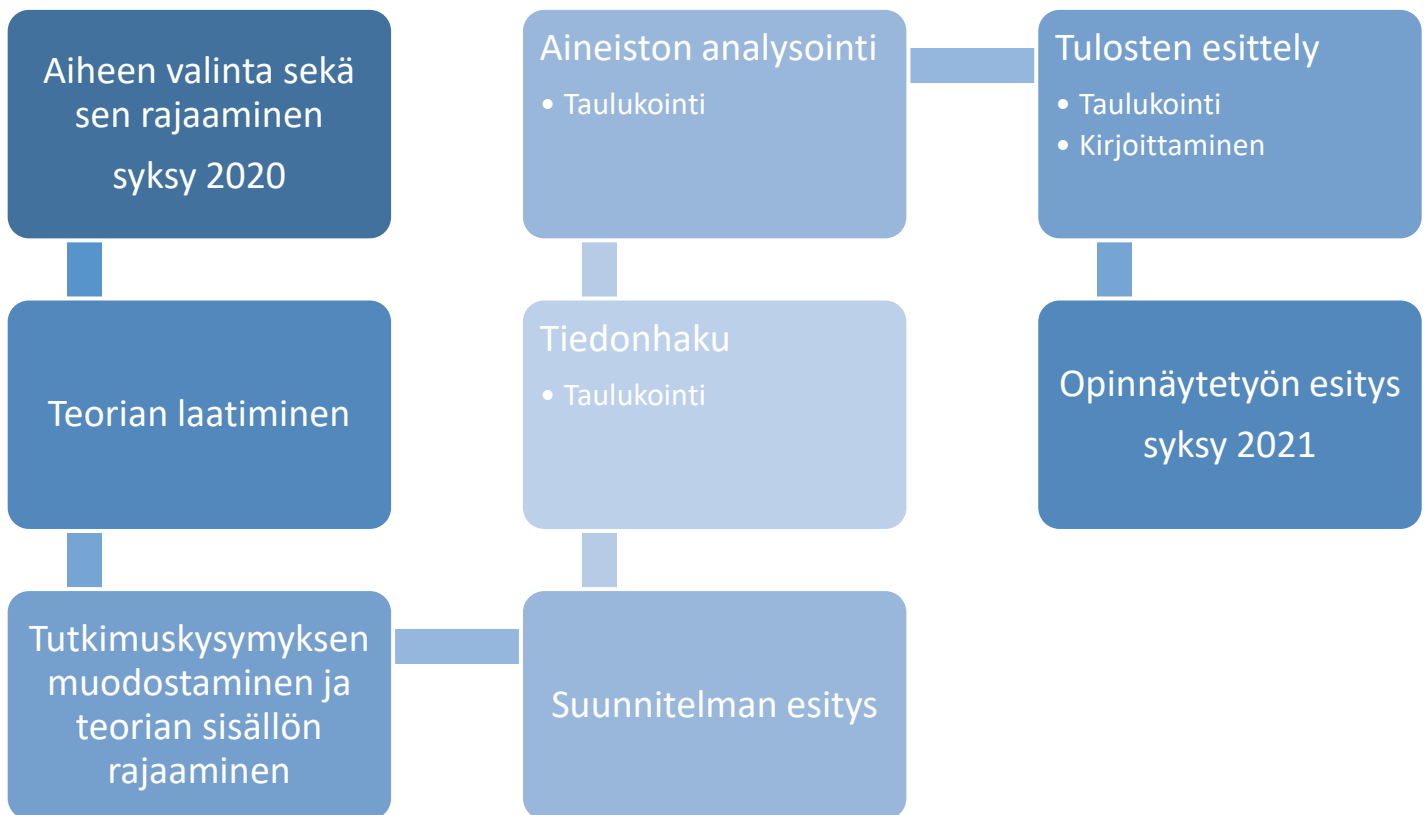 Aiheen valinta sekä
sen rajaaminen
syksy 2020
Teorian laatiminen
Tutkimuskysymyksen
muodostaminen ja
teorian sisällön
rajaaminen
Suunnitelman esitys
Tiedonhaku
• Taulukointi
Aineiston analysointi
• Taulukointi
Tulosten esittely
• Taulukointi
• Kirjoittaminen
Opinnäytetyön esitys
syksy 2021